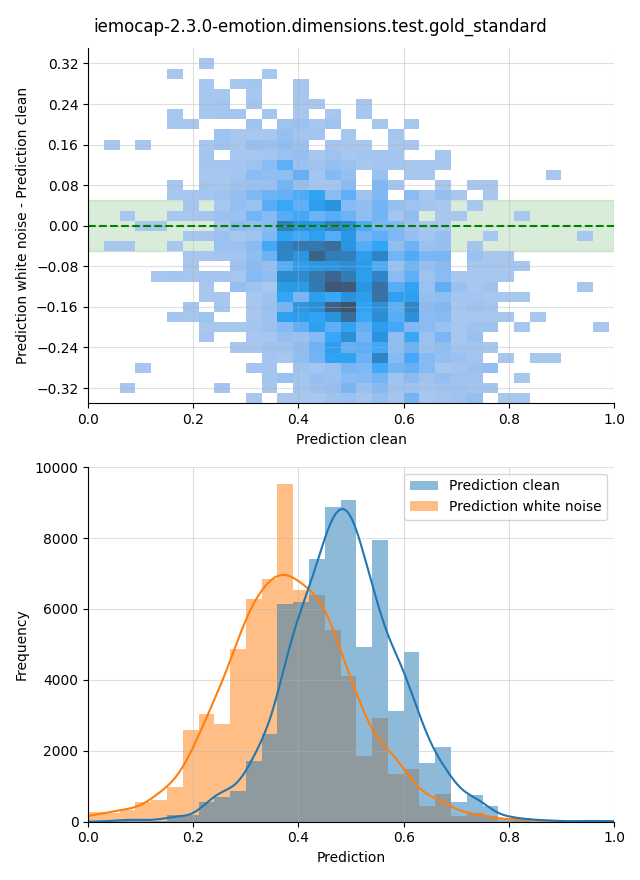 iemocap-2.3.0-emotion.dimensions.test.gold_standard
Prediction white noise - Prediction clean
0.32
0.24
0.16
0.08
0.00
−0.08
−0.16
−0.24
−0.32
0.0 0.2 0.4 0.6 0.8 1.0
Prediction clean
Frequency
10000
8000
6000
4000
2000
0
Prediction clean
Prediction white noise
0.0 0.2 0.4 0.6 0.8 1.0
Prediction